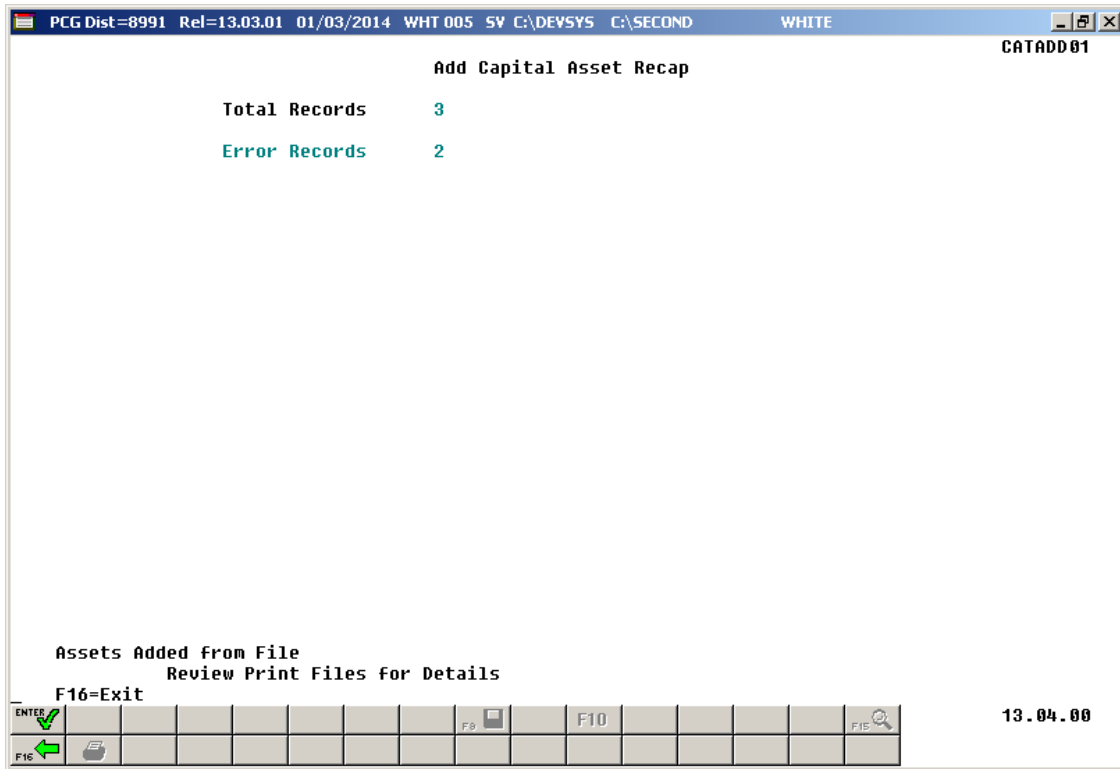 PCG Dist=8991 Rel=13.03.01 01/03/2014 WHT 005 SV C:\DEVSYS C:\SECOND WHITE
CATADD01
Add Capital Asset Recap
Total Records 3
Error Records 2
Assets Added from File
Review Print Files for Details
F16=Exit
ENTER F9 F10 F15 13.04.00
F16